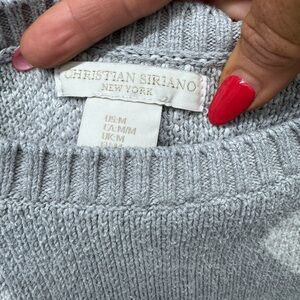 CHRISTIAN SIRIANO
NEW YORK
US:M
CA:M/M
UK:M